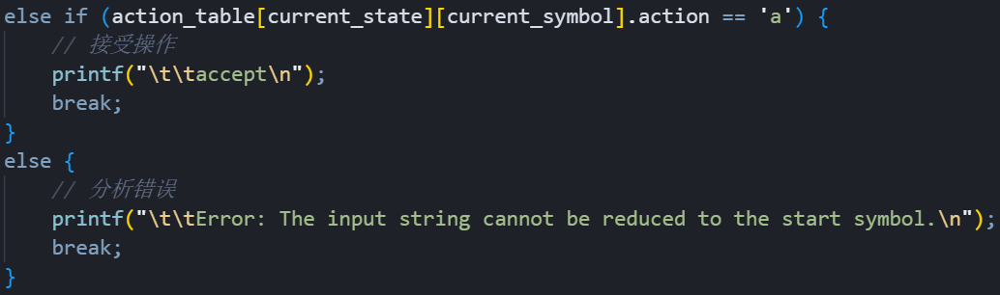 else if (action_table[current_state][current_symbol].action == 'a') {
    // 接受操作
    printf("\t\taccept\n");
    break;
}
else {
    // 分析错误
    printf("\t\tError: The input string cannot be reduced to the start symbol.\n");
    break;
}